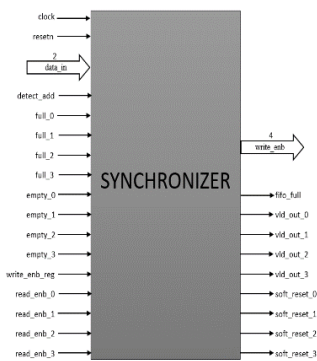 clock
resetn
2
data_in
detect_add
full_0
full_1
full_2
full_3
empty_0
empty_1
empty_2
empty_3
write_enb_reg
read_enb_0
read_enb_1
read_enb_2
read_enb_3
SYNCHRONIZER
4
write_enb
fifo_full
vld_out_0
vld_out_1
vld_out_2
vld_out_3
soft_reset_0
soft_reset_1
soft_reset_2
soft_reset_3